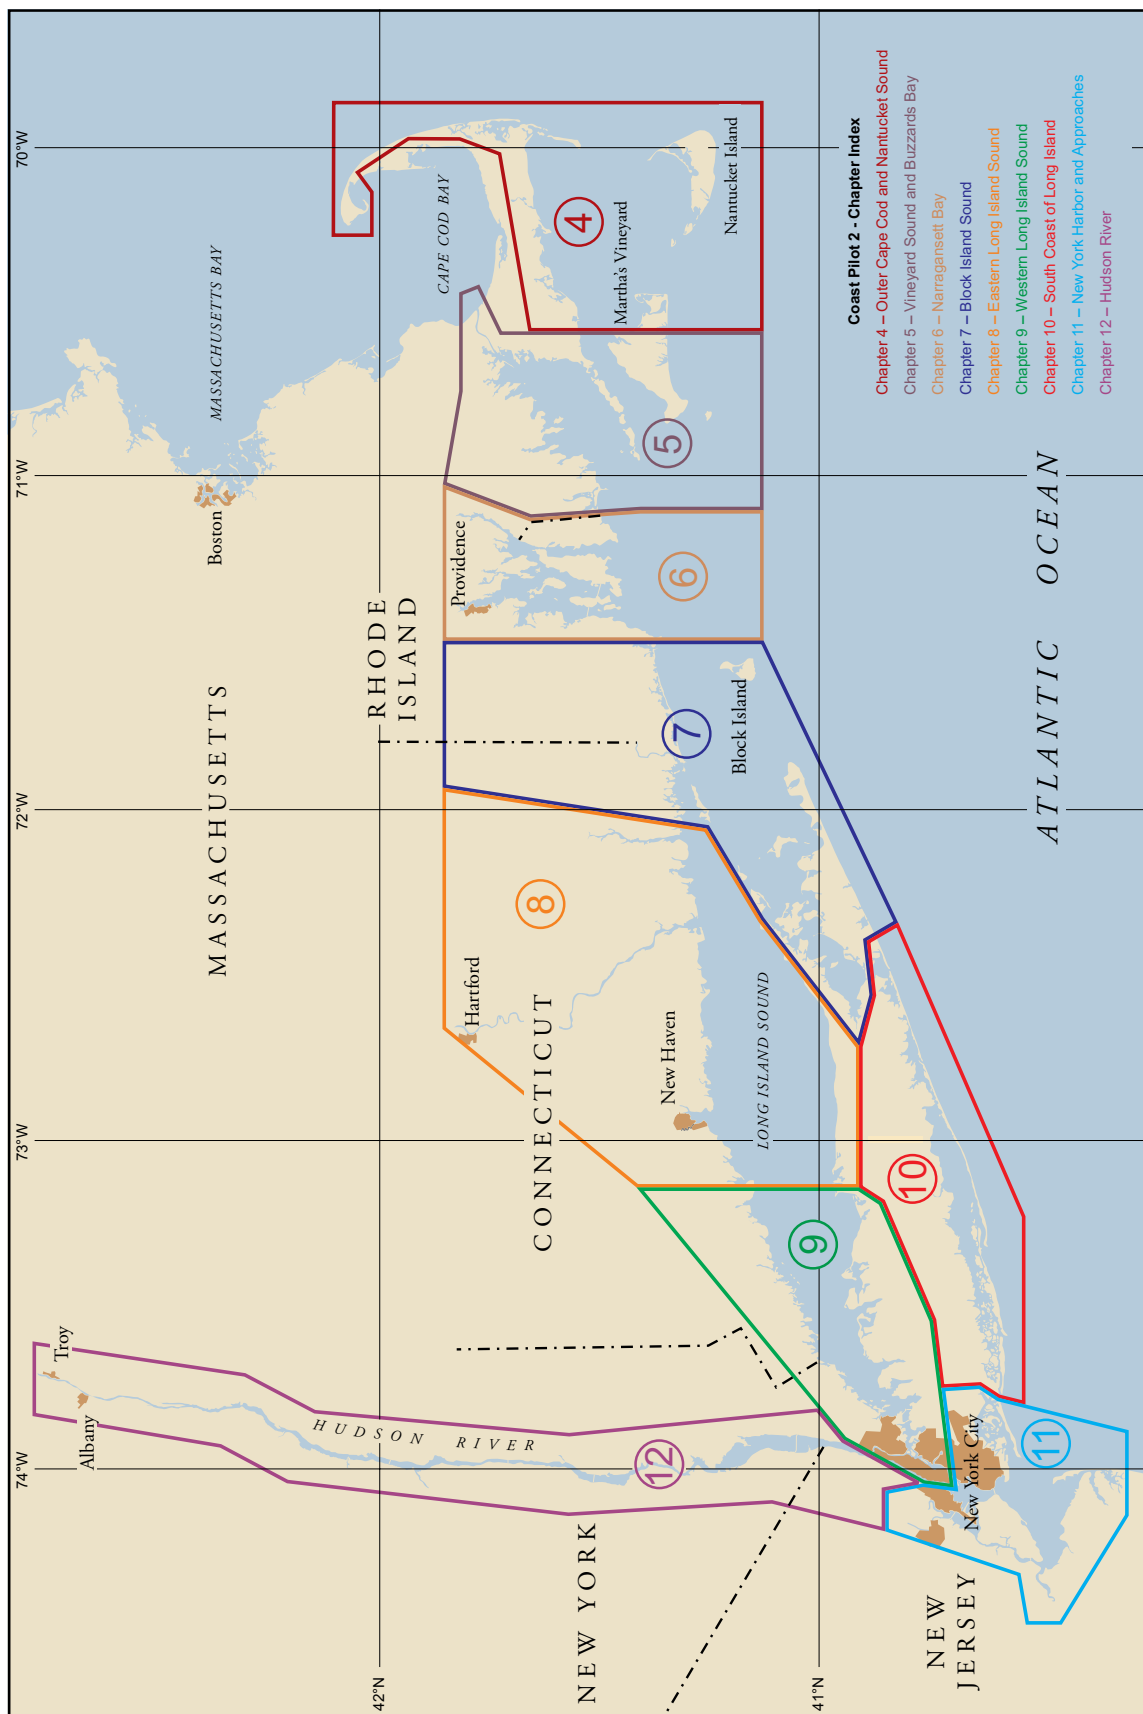 74°W
73°W
72°W
71°W
70°W
Troy
Albany
MASSACHUSETTS
Boston
MASSACHUSETTS BAY
42°N
HUDSON RIVER
RHODE
ISLAND
CAPE COD BAY
Hartford
Providence
CONNECTICUT
8
4
NEW YORK
12
New Haven
Martha's Vineyard
7
6
5
LONG ISLAND SOUND
Block Island
Nantucket Island
41°N
9
10
NEW
JERSEY
New York City
11
ATLANTIC OCEAN
Coast Pilot 2 - Chapter Index
Chapter 4 – Outer Cape Cod and Nantucket Sound
Chapter 5 – Vineyard Sound and Buzzards Bay
Chapter 6 – Narragansett Bay
Chapter 7 – Block Island Sound
Chapter 8 – Eastern Long Island Sound
Chapter 9 – Western Long Island Sound
Chapter 10 – South Coast of Long Island
Chapter 11 – New York Harbor and Approaches
Chapter 12 – Hudson River